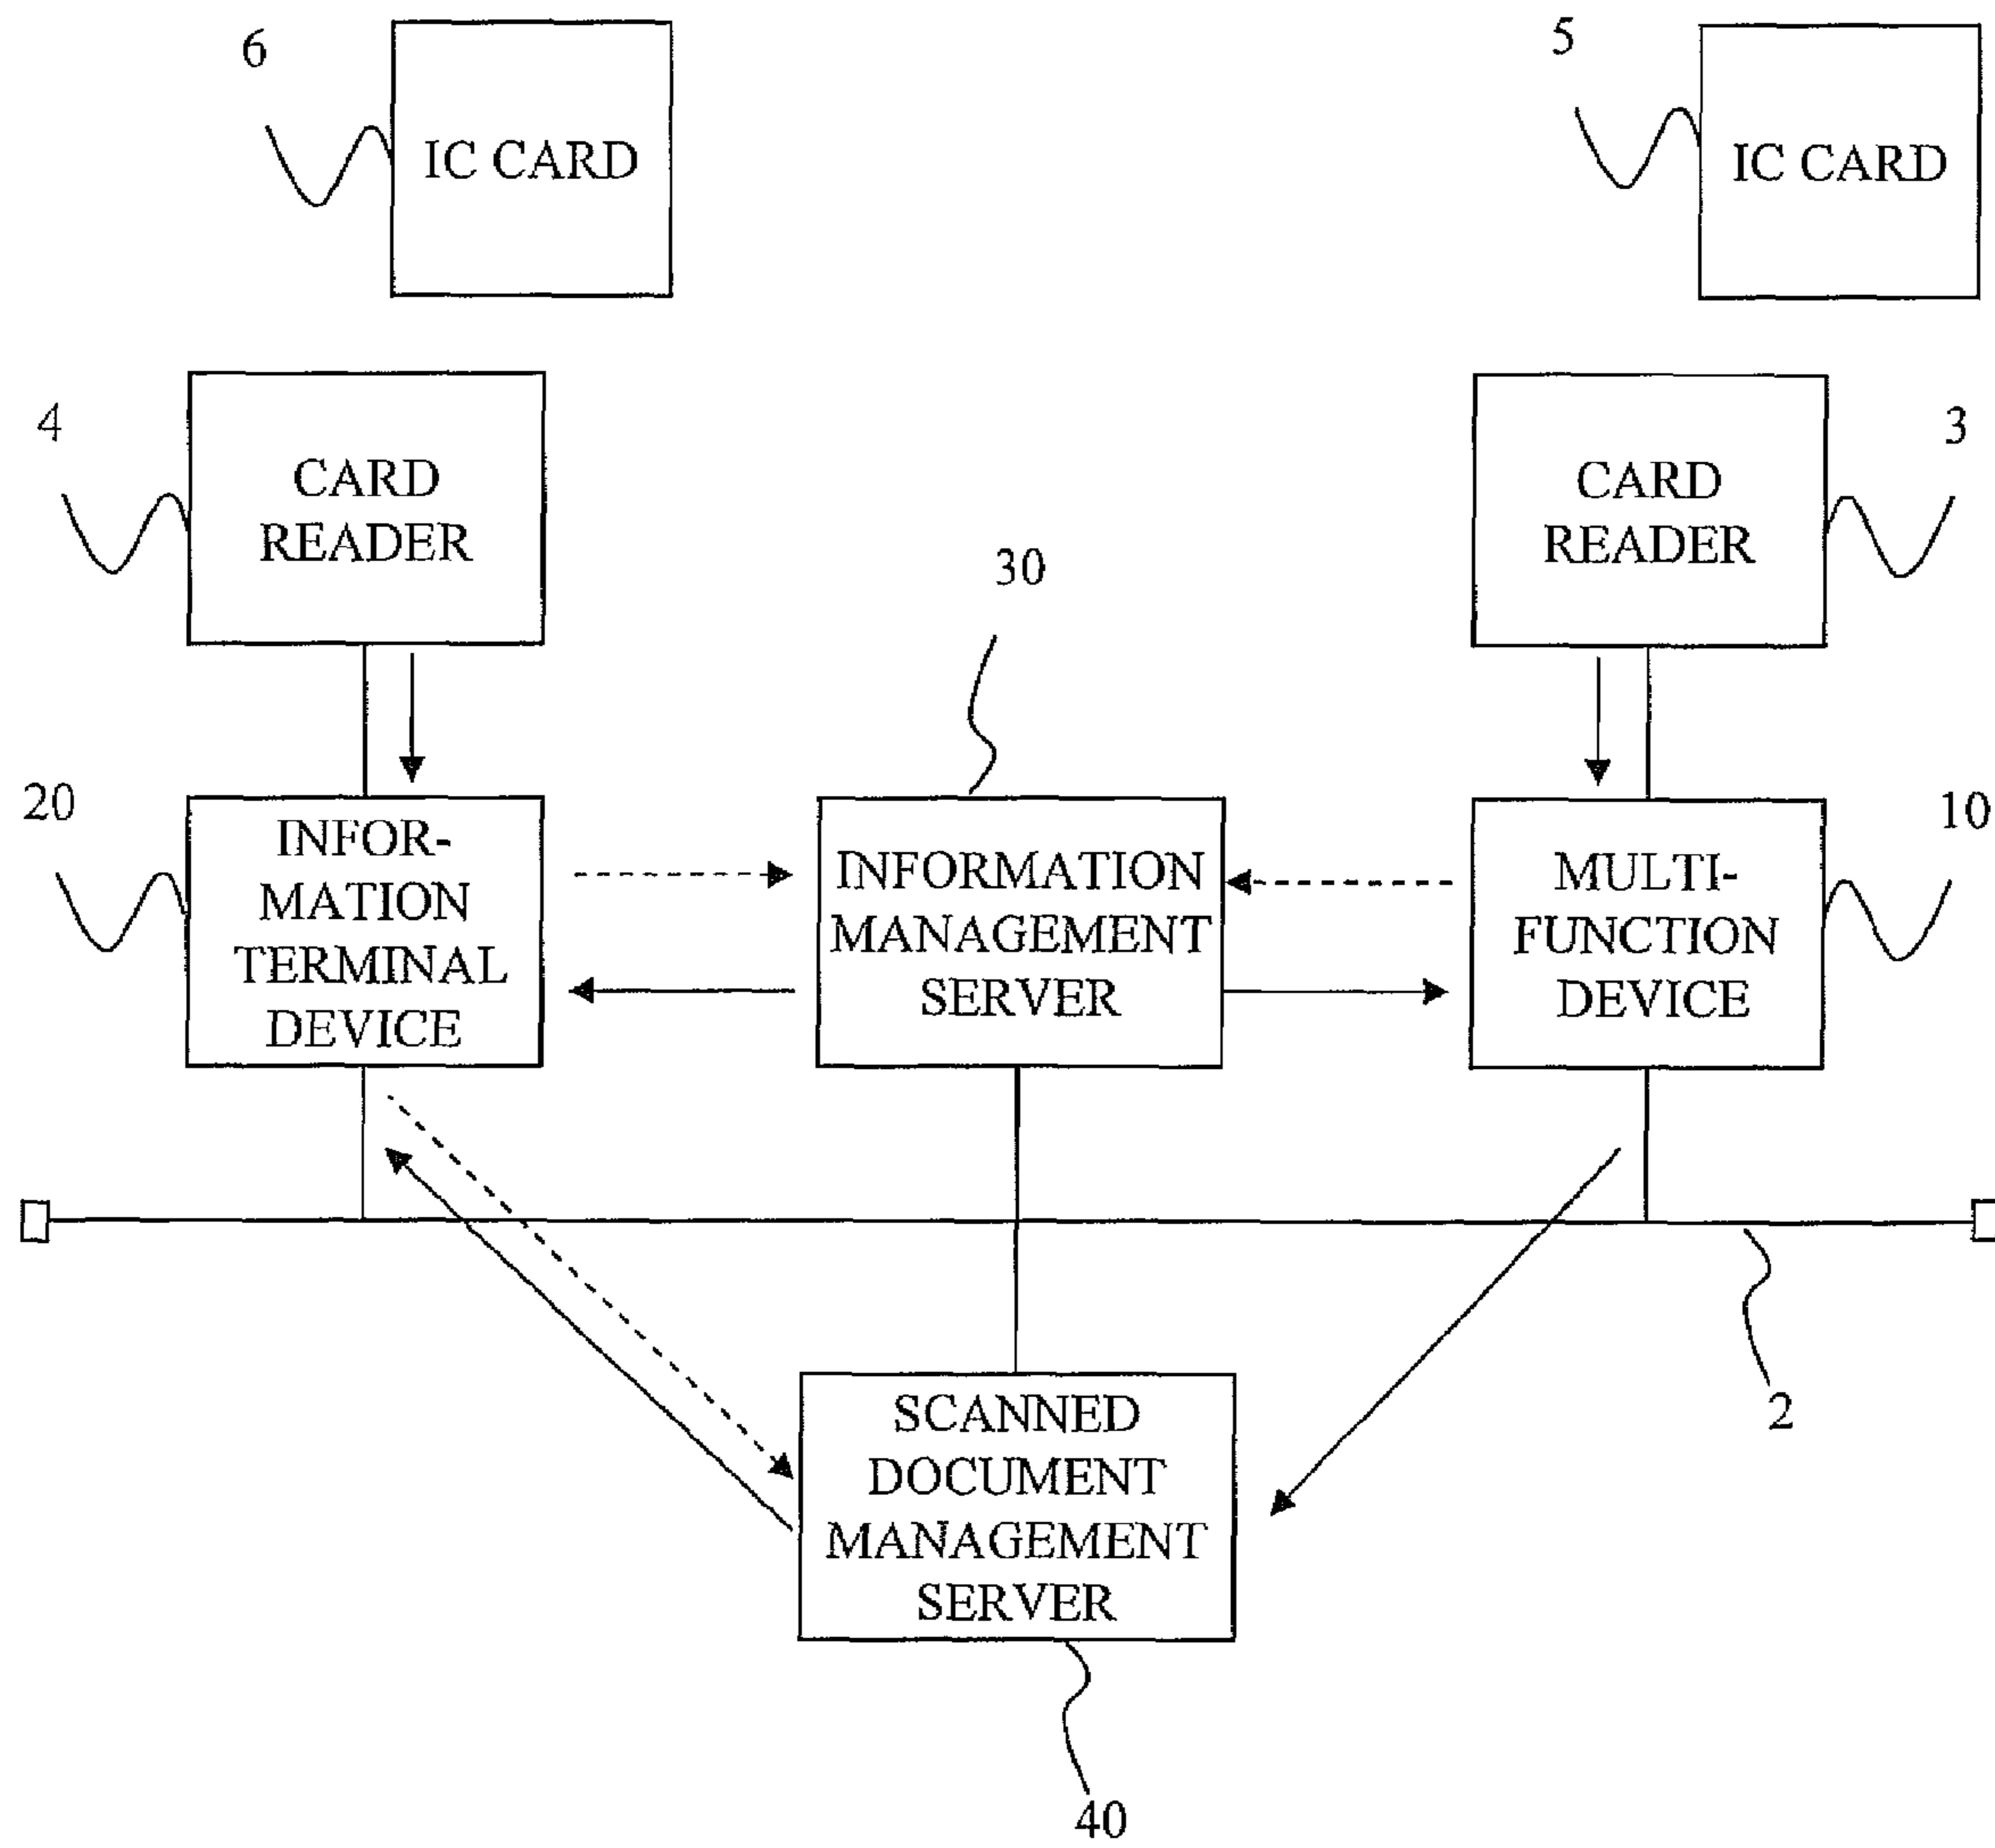 6
5
IC CARD
IC CARD
4
3
CARD
READER
CARD
READER
30
20
10
INFOR-
MATION
TERMINAL
DEVICE
INFORMATION
MANAGEMENT
SERVER
MULTI-
FUNCTION
DEVICE
2
SCANNED
DOCUMENT
MANAGEMENT
SERVER
40